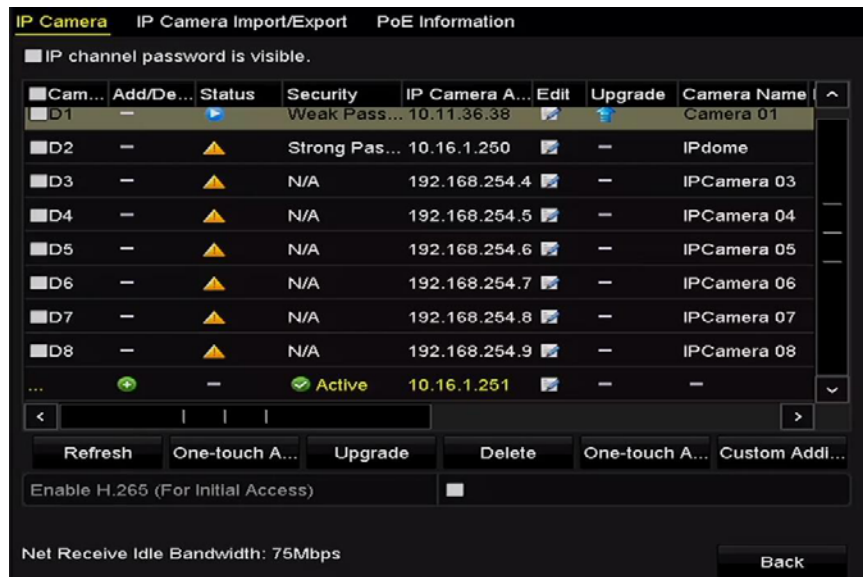 IP Camera IP Camera Import/Export PoE Information
IP channel password is visible.
Cam... Add/De... Status Security IP Camera A... Edit Upgrade Camera Name
D1 – Weak Pass... 10.11.36.38 Camera 01
D2 – Strong Pas... 10.16.1.250 – IPdome
D3 – N/A 192.168.254.4 – IPCamera 03
D4 – N/A 192.168.254.5 – IPCamera 04
D5 – N/A 192.168.254.6 – IPCamera 05
D6 – N/A 192.168.254.7 – IPCamera 06
D7 – N/A 192.168.254.8 – IPCamera 07
D8 – N/A 192.168.254.9 – IPCamera 08
... – Active 10.16.1.251 – –
Refresh One-touch A... Upgrade Delete One-touch A... Custom Addi...
Enable H.265 (For Initial Access)
Net Receive Idle Bandwidth: 75Mbps
Back